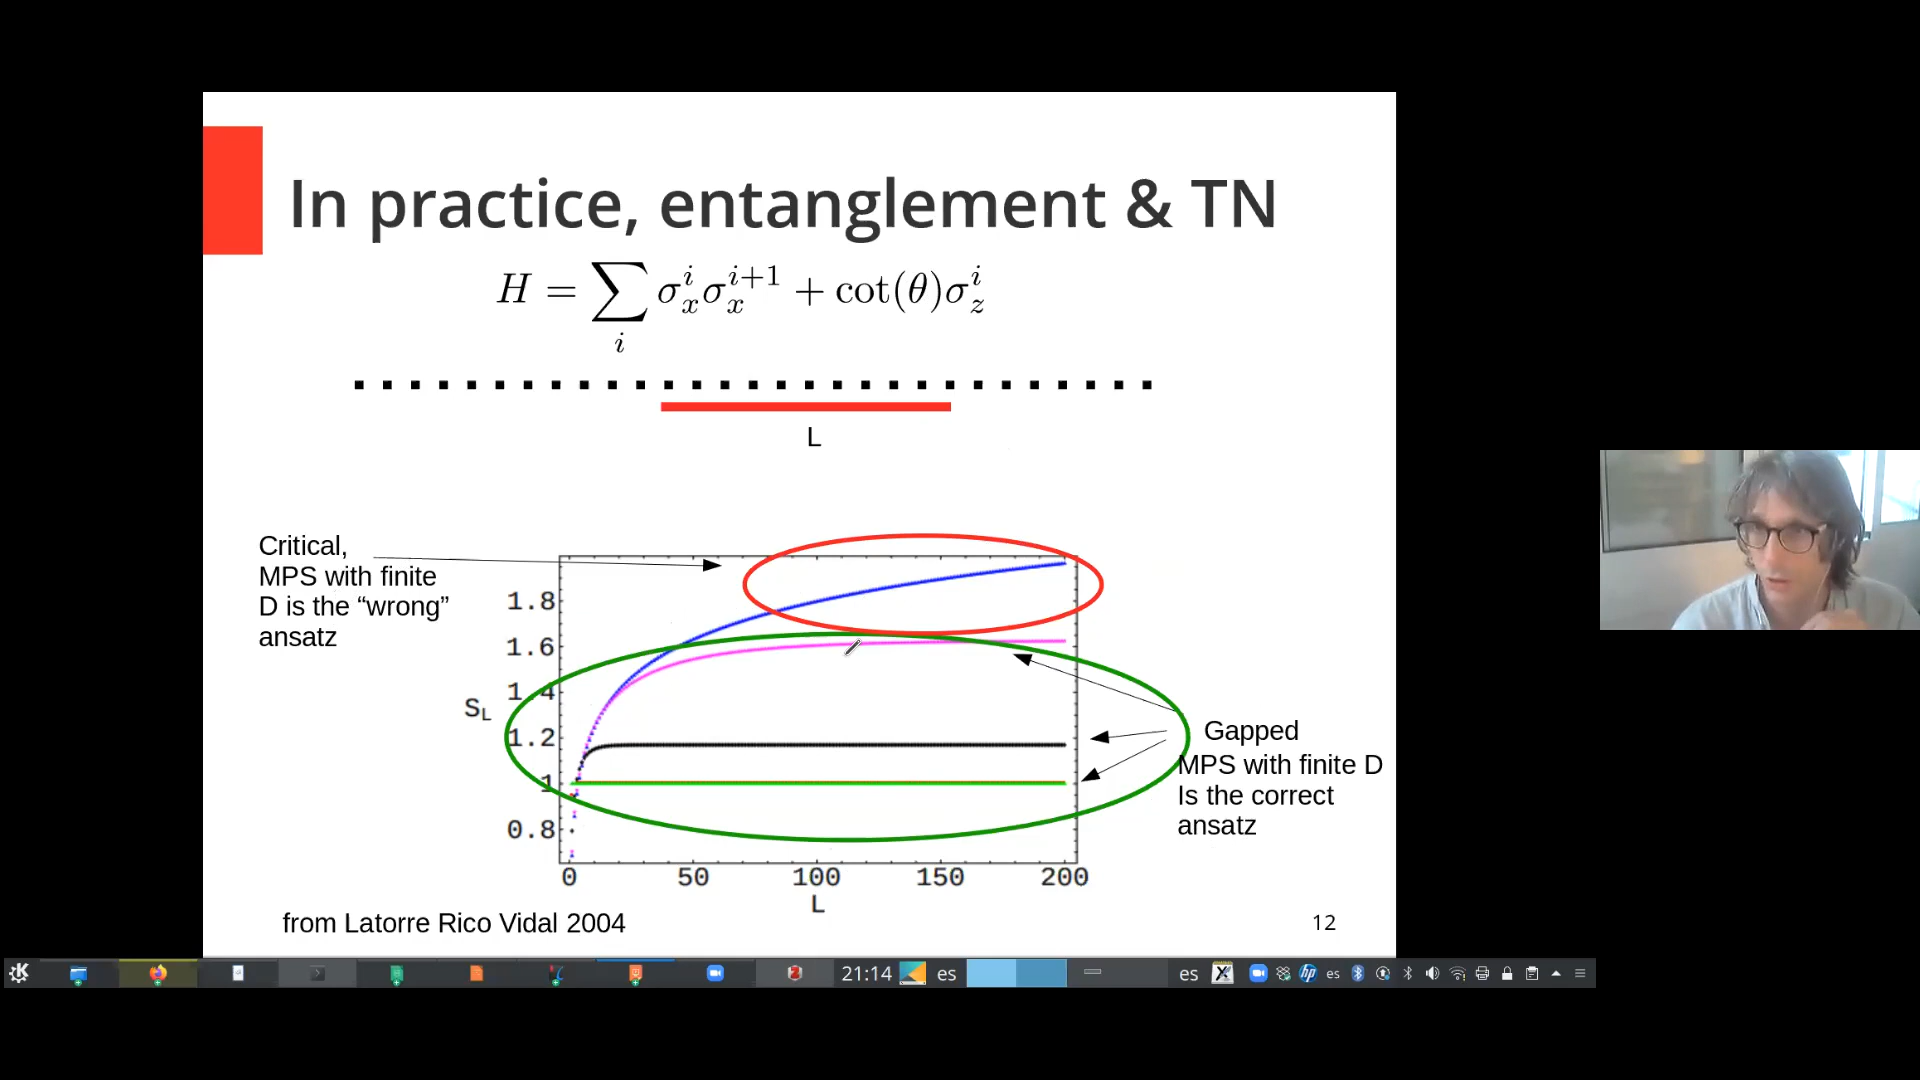 In practice, entanglement & TN
H = ∑_i σ_x^i σ_x^{i+1} + cot(θ)σ_z^i
L
Critical,
MPS with finite
D is the “wrong”
ansatz
1.8
1.6
1.4
1.2
1
0.8
S_L
0 50 100 150 200
L
Gapped
MPS with finite D
Is the correct
ansatz
from Latorre Rico Vidal 2004
12
21:14 es es es